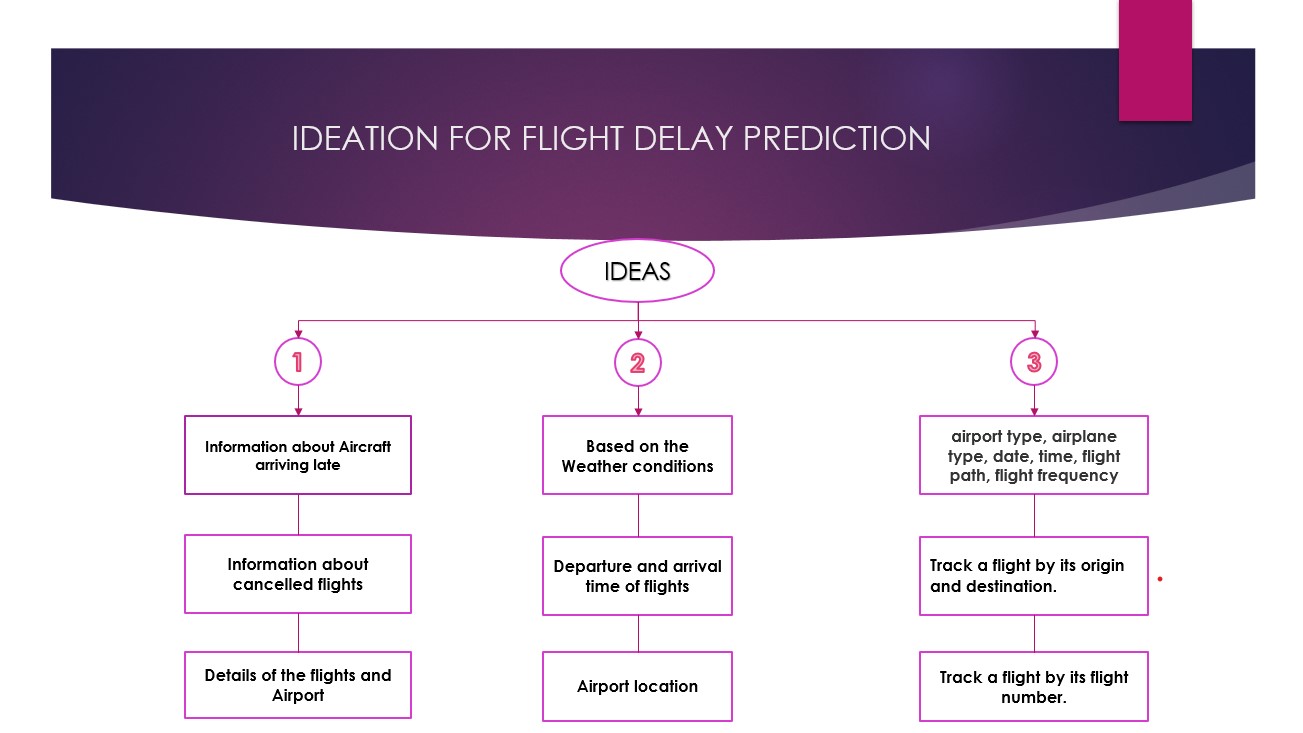 IDEATION FOR FLIGHT DELAY PREDICTION
IDEAS
1
2
3
Information about Aircraft
arriving late
Based on the
Weather conditions
airport type, airplane
type, date, time, flight
path, flight frequency
Information about
cancelled flights
Departure and arrival
time of flights
Track a flight by its origin
and destination.
Details of the flights and
Airport
Airport location
Track a flight by its flight
number.